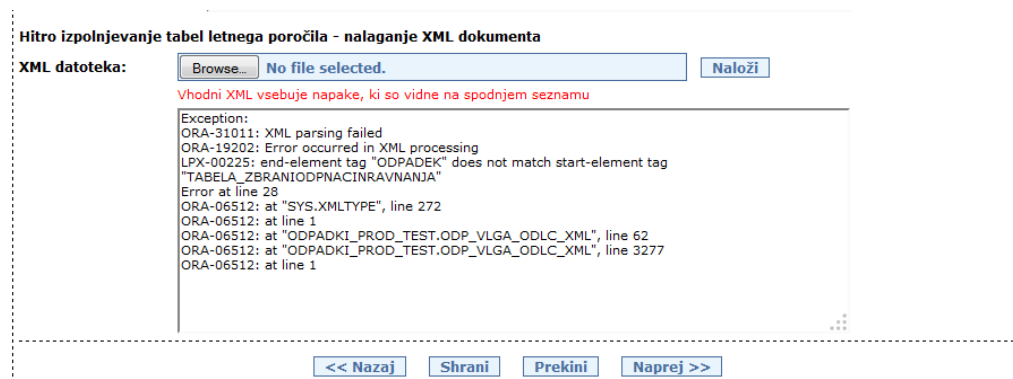 Hitro izpolnjevanje tabel letnega poročila - nalaganje XML dokumenta
XML datoteka: Browse... No file selected. Naloži
Vhodni XML vsebuje napake, ki so vidne na spodnjem seznamu
Exception:
ORA-31011: XML parsing failed
ORA-19202: Error occurred in XML processing
LPX-00225: end-element tag "ODPADEK" does not match start-element tag
"TABELA_ZBRANIODPNACINRAVNANJA"
Error at line 28
ORA-06512: at "SYS.XMLTYPE", line 272
ORA-06512: at line 1
ORA-06512: at "ODPADKI_PROD_TEST.ODP_VLGA_ODLC_XML", line 62
ORA-06512: at "ODPADKI_PROD_TEST.ODP_VLGA_ODLC_XML", line 3277
ORA-06512: at line 1
<< Nazaj Shrani Prekini Naprej >>